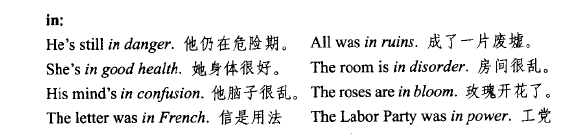 in:
He's still in danger. 他仍在危险期。 All was in ruins. 成了一片废墟。
She's in good health. 她身体很好。 The room is in disorder. 房间很乱。
His mind's in confusion. 他脑子很乱。 The roses are in bloom. 玫瑰开花了。
The letter was in French. 信是用法 The Labor Party was in power. 工党